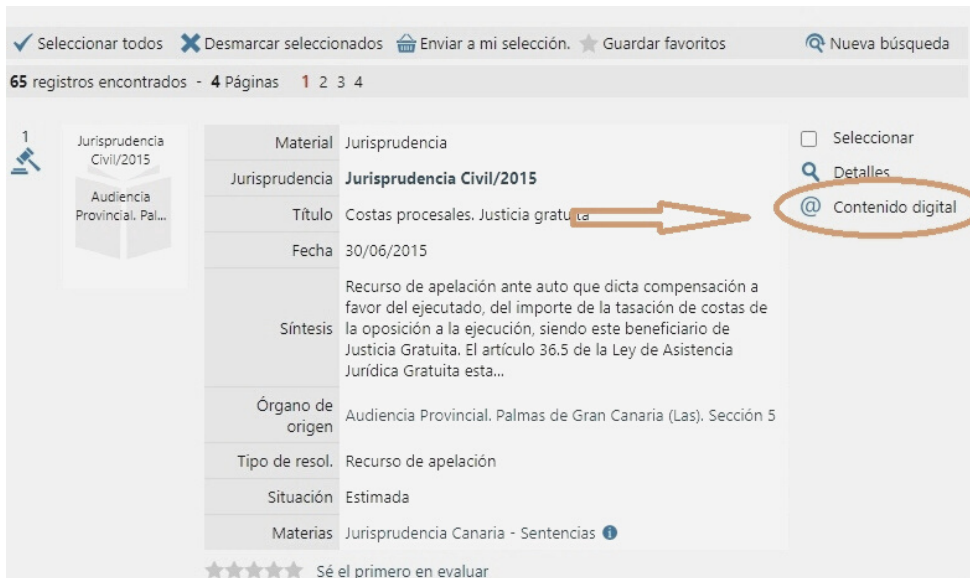 Seleccionar todos Desmarcar seleccionados Enviar a mi selección. Guardar favoritos Nueva búsqueda
65 registros encontrados - 4 Páginas 1 2 3 4
1
Jurisprudencia
Civil/2015
Audiencia
Provincial. Pal...
Material Jurisprudencia
Jurisprudencia Jurisprudencia Civil/2015
Título Costas procesales. Justicia gratuita
Fecha 30/06/2015
Síntesis Recurso de apelación ante auto que dicta compensación a
favor del ejecutado, del importe de la tasación de costas de
la oposición a la ejecución, siendo este beneficiario de
Justicia Gratuita. El artículo 36.5 de la Ley de Asistencia
Jurídica Gratuita esta...
Órgano de
origen Audiencia Provincial. Palmas de Gran Canaria (Las). Sección 5
Tipo de resol. Recurso de apelación
Situación Estimada
Materias Jurisprudencia Canaria - Sentencias
Seleccionar
Detalles
@ Contenido digital
Sé el primero en evaluar